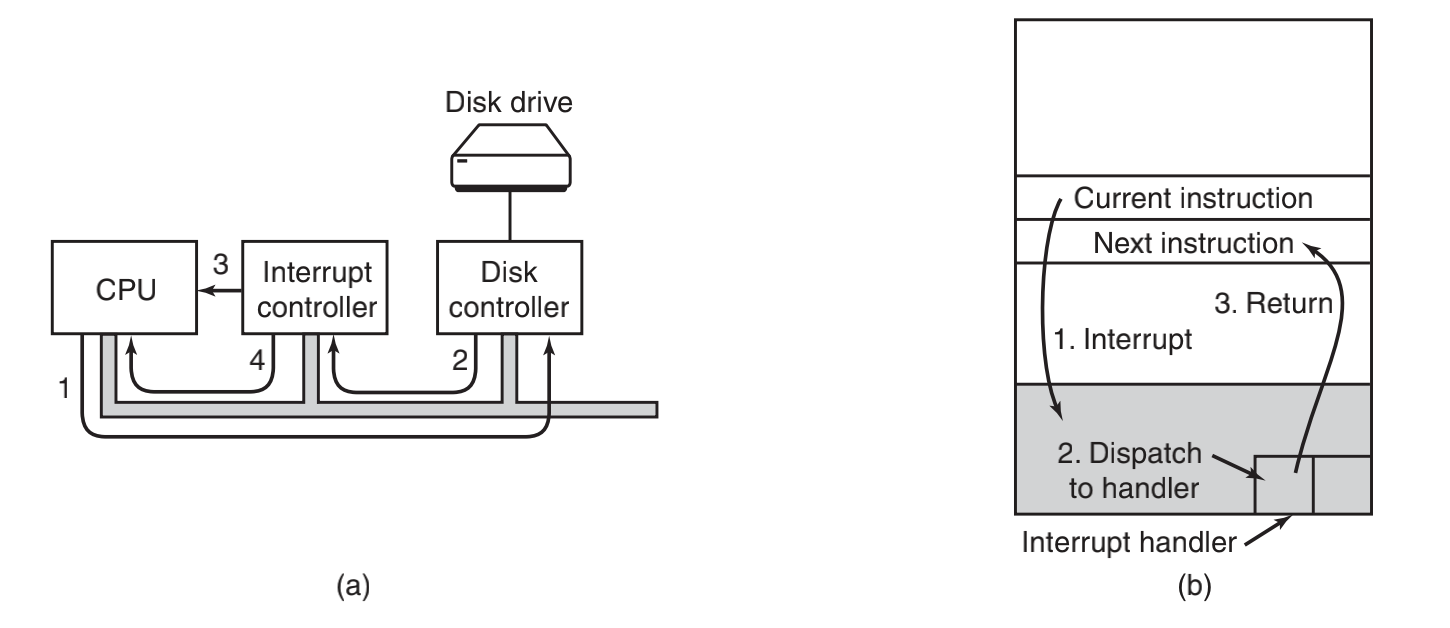 Disk drive
CPU
3
Interrupt
controller
Disk
controller
1
4
2
(a)
Current instruction
Next instruction
3. Return
1. Interrupt
2. Dispatch
to handler
Interrupt handler
(b)